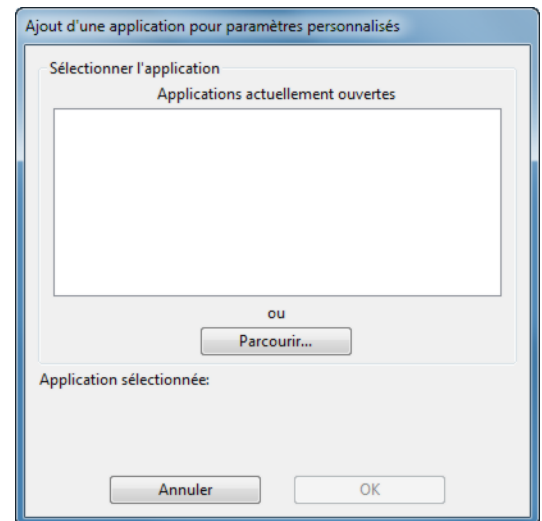 Ajout d'une application pour paramètres personnalisés
Sélectionner l'application
Applications actuellement ouvertes
ou
Parcourir...
Application sélectionnée:
Annuler
OK